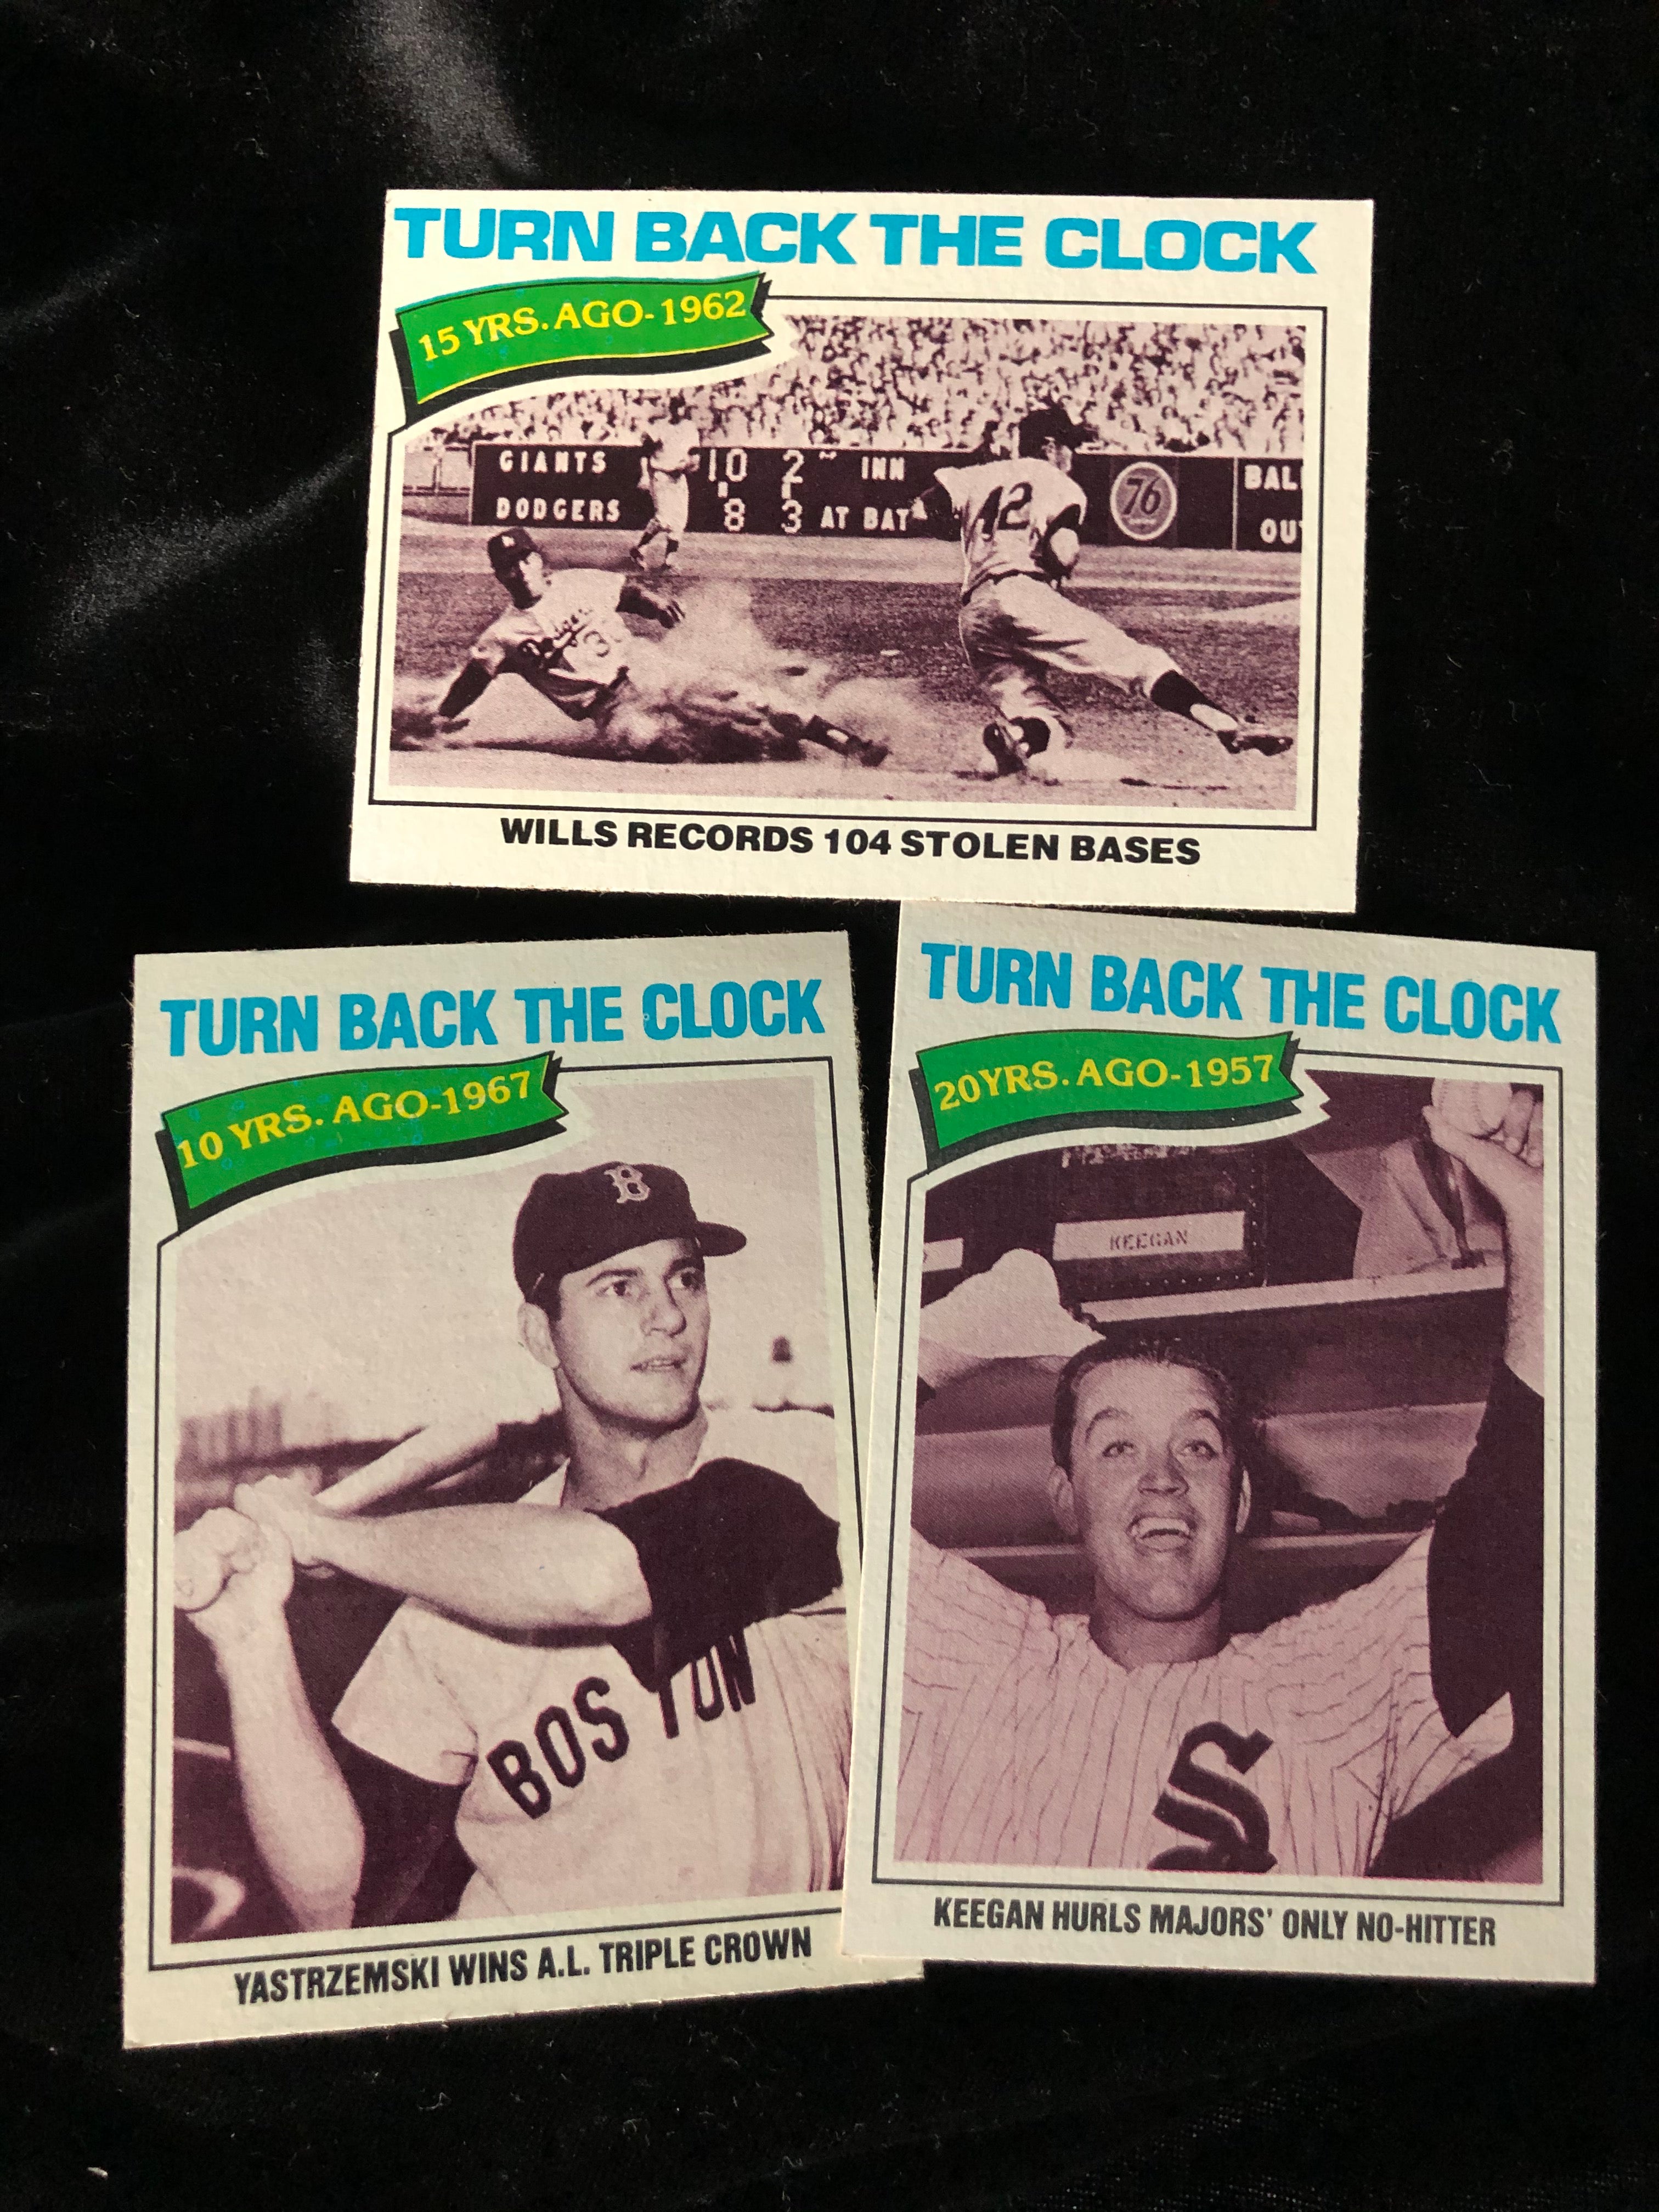 TURN BACK THE CLOCK
15 YRS. AGO-1962
GIANTS 10 2 INN
DODGERS 8 3 AT BAT
42
76
BAL
OU
Dodgers
3
WILLS RECORDS 104 STOLEN BASES
TURN BACK THE CLOCK
10 YRS. AGO-1967
B
BOSTON
YASTRZEMSKI WINS A.L. TRIPLE CROWN
TURN BACK THE CLOCK
20 YRS. AGO-1957
KEEGAN
S
KEEGAN HURLS MAJORS' ONLY NO-HITTER